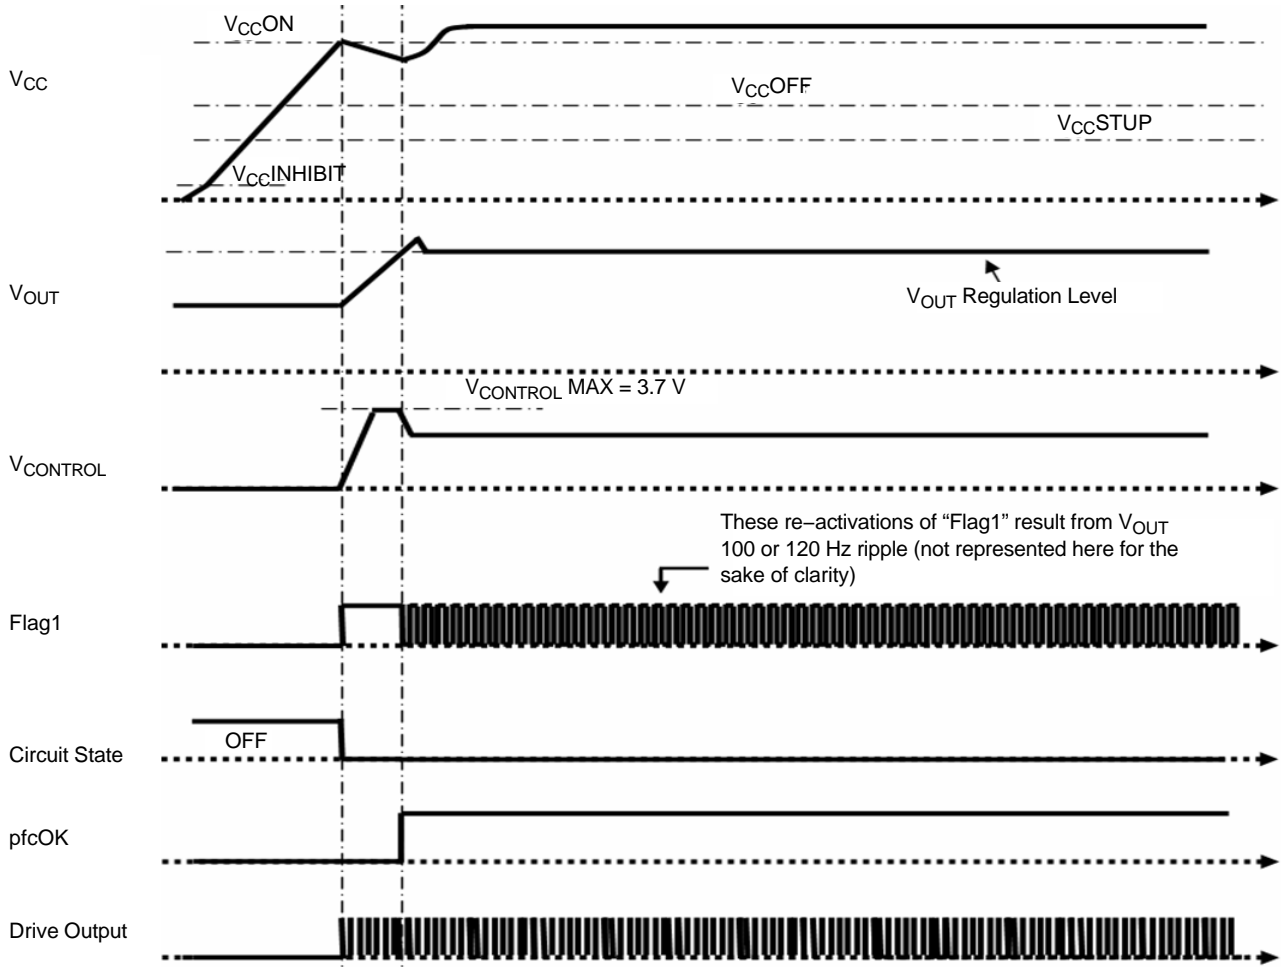 VCCON
VCC
VCCOFF
VCCSTUP
VCCINHIBIT
VOUT
VOUT Regulation Level
VCONTROL MAX = 3.7 V
VCONTROL
These re−activations of “Flag1” result from VOUT
100 or 120 Hz ripple (not represented here for the
sake of clarity)
Flag1
OFF
Circuit State
pfcOK
Drive Output